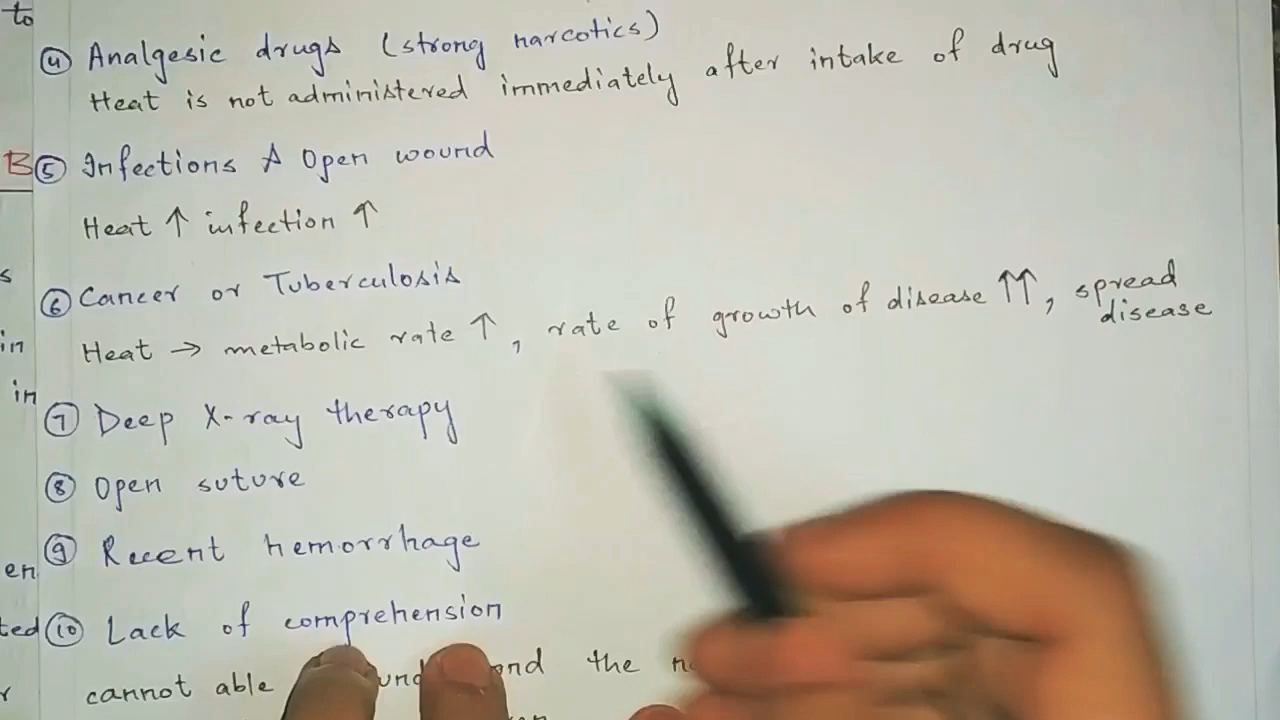 to
④ Analgesic drugs (strong narcotics)
Heat is not administered immediately after intake of drug
B
⑤ Infections & Open wound
Heat ↑ infection ↑
s
⑥ Cancer or Tuberculosis
in
Heat → metabolic rate ↑, rate of growth of disease ↑↑, spread disease
in
⑦ Deep X-ray therapy
⑧ Open suture
⑨ Recent hemorrhage
en
ted
⑩ Lack of comprehension
r
cannot able the